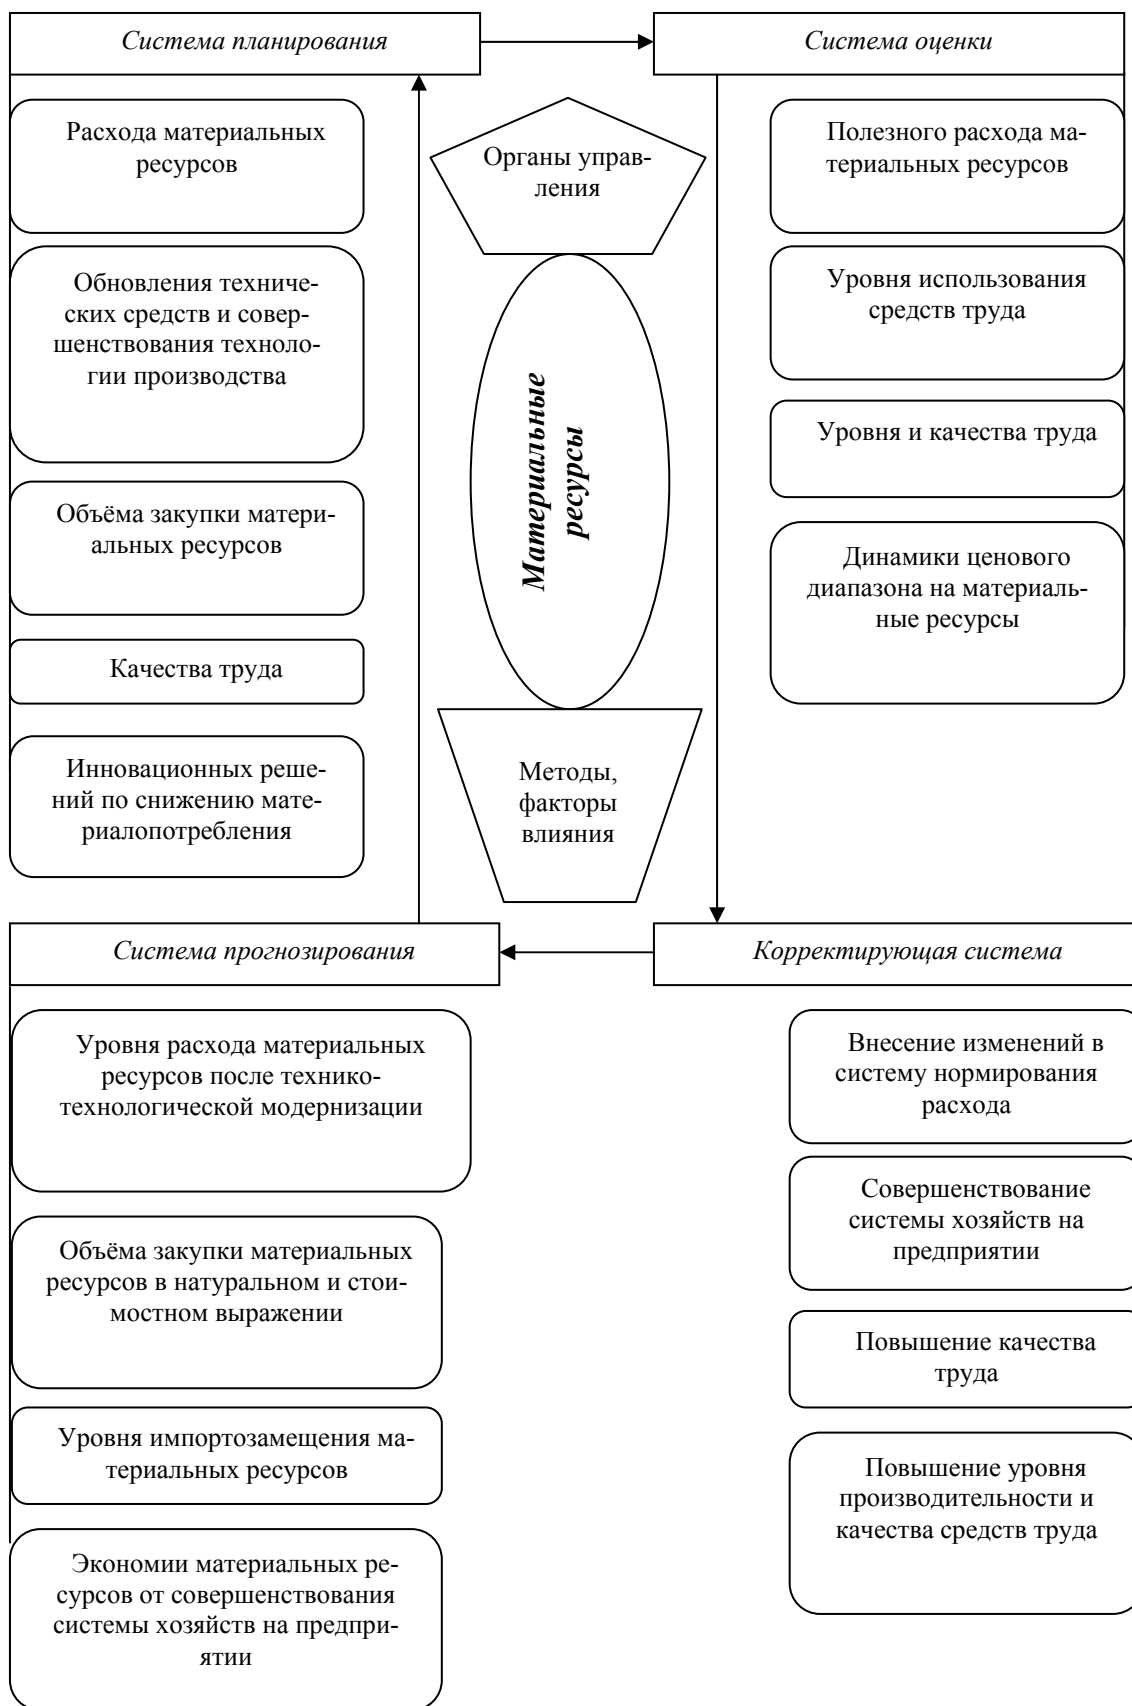 Система планирования
Система оценки
Расхода материальных
ресурсов
Обновления техниче-
ских средств и совер-
шенствования техноло-
гии производства
Объёма закупки матери-
альных ресурсов
Качества труда
Инновационных реше-
ний по снижению мате-
риалопотребления
Органы управ-
ления
Материальные
ресурсы
Методы,
факторы
влияния
Полезного расхода ма-
териальных ресурсов
Уровня использования
средств труда
Уровня и качества труда
Динамики ценового
диапазона на материаль-
ные ресурсы
Система прогнозирования
Корректирующая система
Уровня расхода материальных
ресурсов после технико-
технологической модернизации
Объёма закупки материальных
ресурсов в натуральном и стои-
мостном выражении
Уровня импортозамещения ма-
териальных ресурсов
Экономии материальных ре-
сурсов от совершенствования
системы хозяйств на предпри-
ятии
Внесение изменений в
систему нормирования
расхода
Совершенствование
системы хозяйств на
предприятии
Повышение качества
труда
Повышение уровня
производительности и
качества средств труда